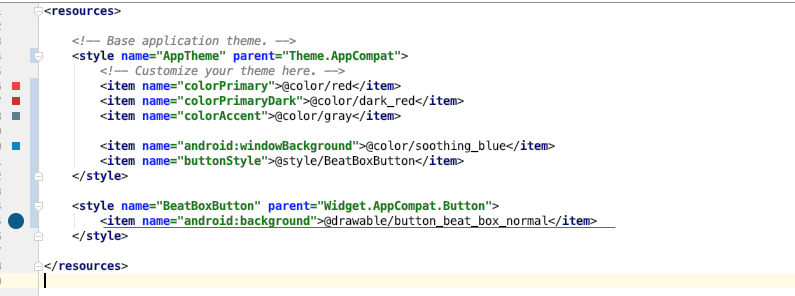 <resources>
<!-- Base application theme. -->
<style name="AppTheme" parent="Theme.AppCompat">
<!-- Customize your theme here. -->
<item name="colorPrimary">@color/red</item>
<item name="colorPrimaryDark">@color/dark_red</item>
<item name="colorAccent">@color/gray</item>
<item name="android:windowBackground">@color/soothing_blue</item>
<item name="buttonStyle">@style/BeatBoxButton</item>
</style>
<style name="BeatBoxButton" parent="Widget.AppCompat.Button">
<item name="android:background">@drawable/button_beat_box_normal</item>
</style>
</resources>